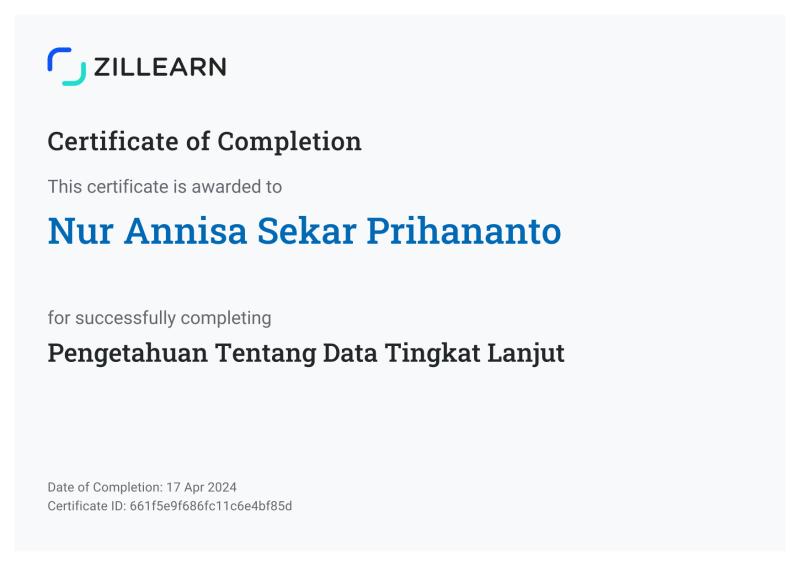 ZILLEARN
Certificate of Completion
This certificate is awarded to
Nur Annisa Sekar Prihananto
for successfully completing
Pengetahuan Tentang Data Tingkat Lanjut
Date of Completion: 17 Apr 2024
Certificate ID: 661f5e9f686fc11c6e4bf85d